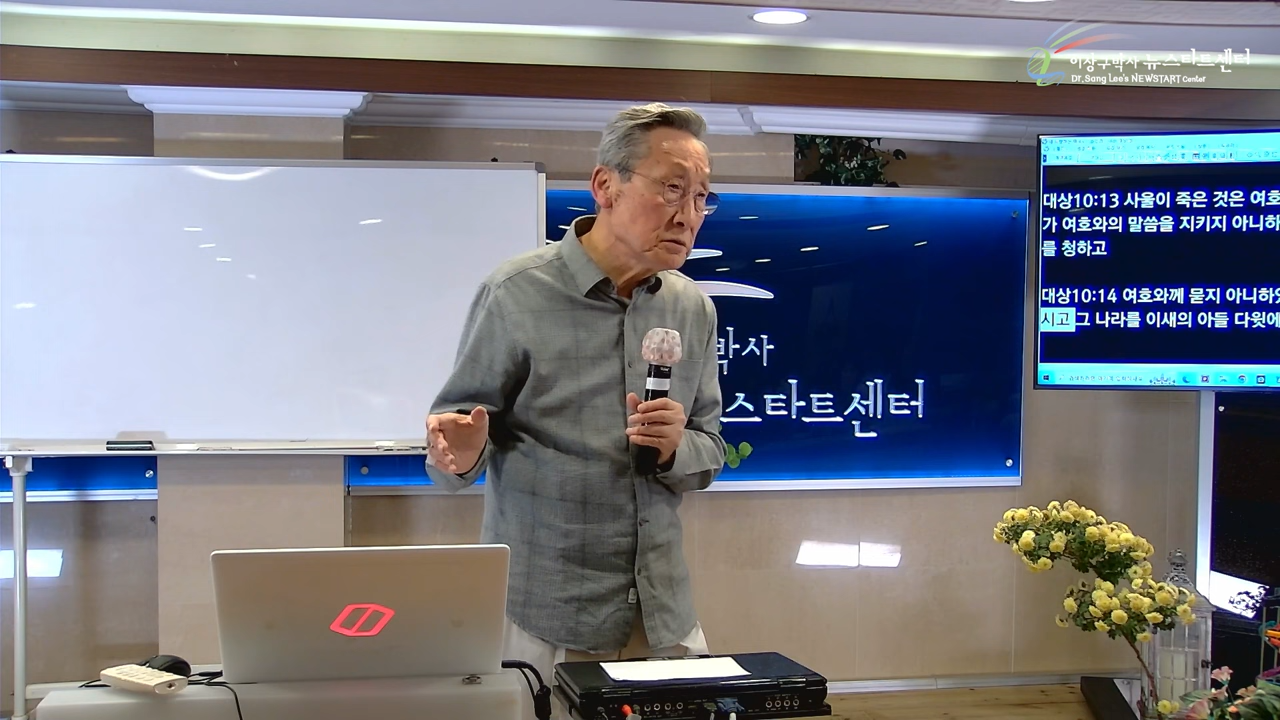 이상구박사 뉴스타트센터
Dr. Sang Lee's NEWSTART Center
대상10:13 사울이 죽은 것은 여호
가 여호와의 말씀을 지키지 아니하
를 청하고
대상10:14 여호와께 묻지 아니하
시고 그 나라를 이새의 아들 다윗에
박사
스타트센터